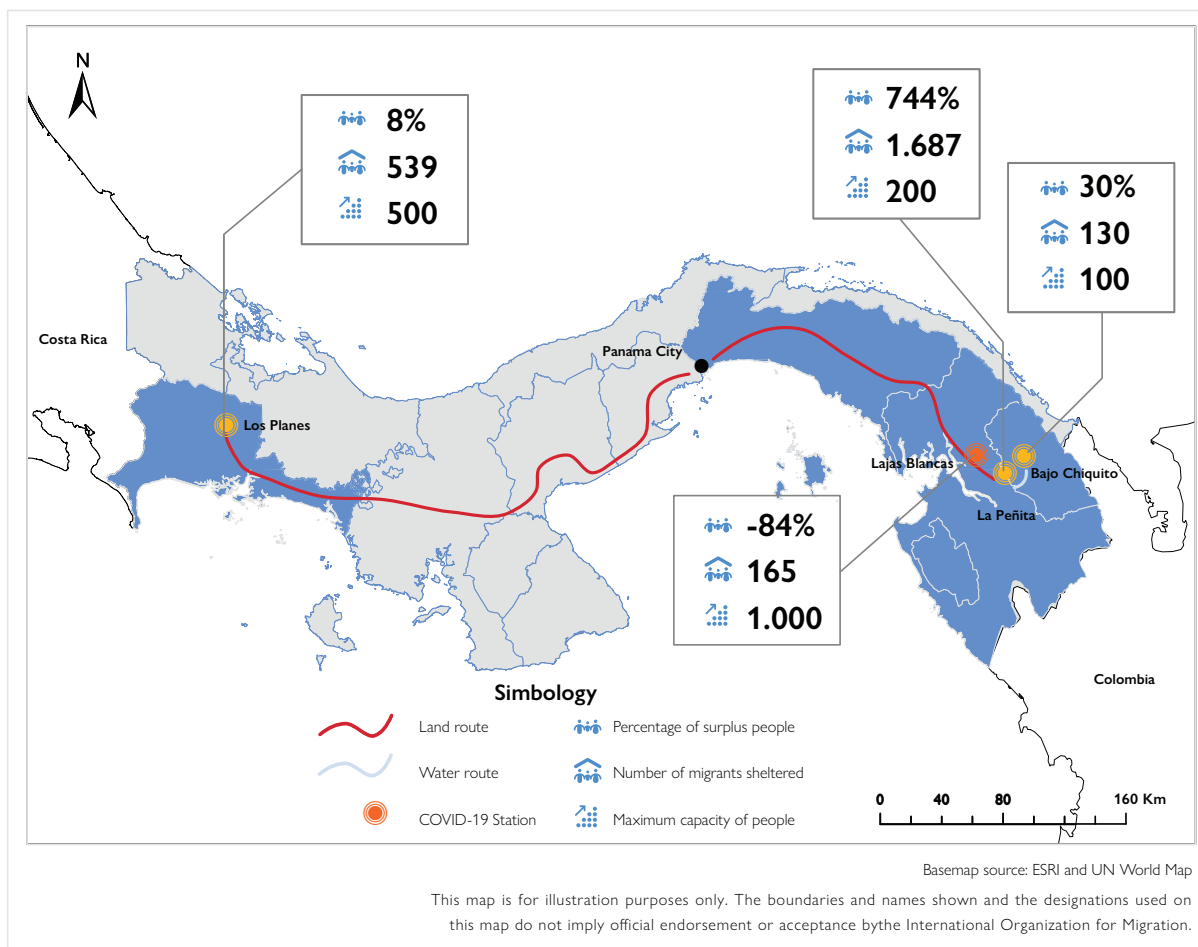 N
8%
539
500
744%
1.687
200
30%
130
100
Costa Rica
Panama City
Los Planes
Lajas Blancas
Bajo Chiquito
La Peñita
-84%
165
1.000
Colombia
Simbology
Land route
Percentage of surplus people
Water route
Number of migrants sheltered
COVID-19 Station
Maximum capacity of people
0 40 80 160 Km
Basemap source: ESRI and UN World Map
This map is for illustration purposes only. The boundaries and names shown and the designations used on
this map do not imply official endorsement or acceptance bythe International Organization for Migration.